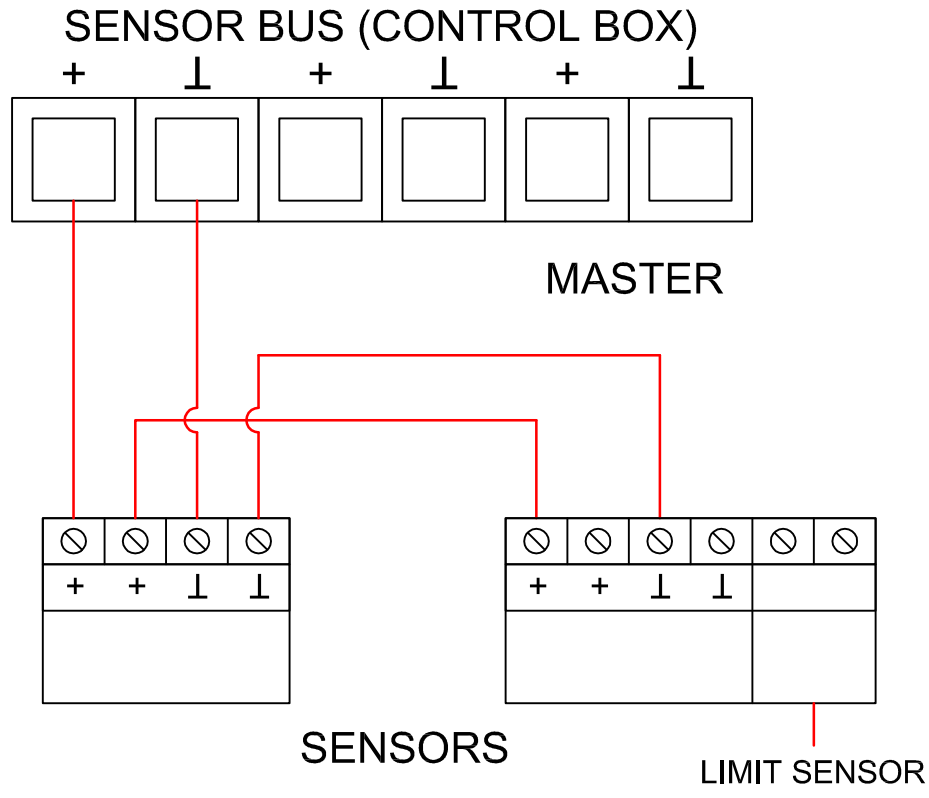 SENSOR BUS (CONTROL BOX)
+ ⊥ + ⊥ + ⊥
MASTER
+ + ⊥ ⊥ + + ⊥ ⊥
SENSORS
LIMIT SENSOR